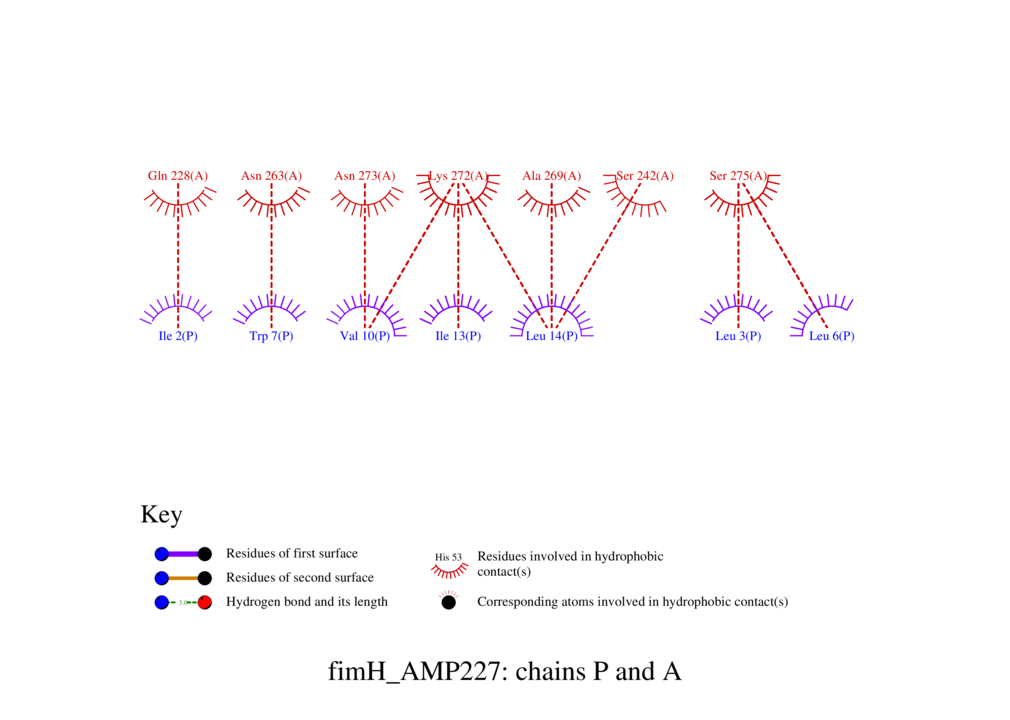 Gln 228(A) Asn 263(A) Asn 273(A) Lys 272(A) Ala 269(A) Ser 242(A) Ser 275(A)
Ile 2(P) Trp 7(P) Val 10(P) Ile 13(P) Leu 14(P) Leu 3(P) Leu 6(P)
Key
Residues of first surface
Residues of second surface
3.0
Hydrogen bond and its length
His 53
Residues involved in hydrophobic
contact(s)
Corresponding atoms involved in hydrophobic contact(s)
fimH_AMP227: chains P and A